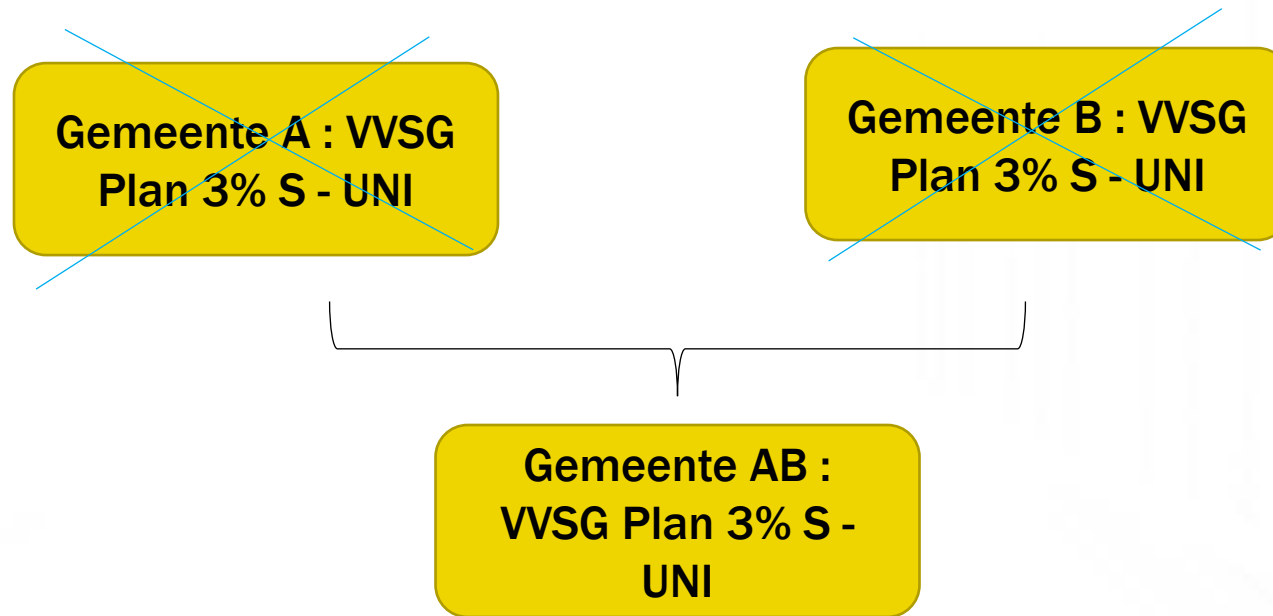 Gemeente A : VVSG
Plan 3% S - UNI
Gemeente B : VVSG
Plan 3% S - UNI
Gemeente AB :
VVSG Plan 3% S -
UNI